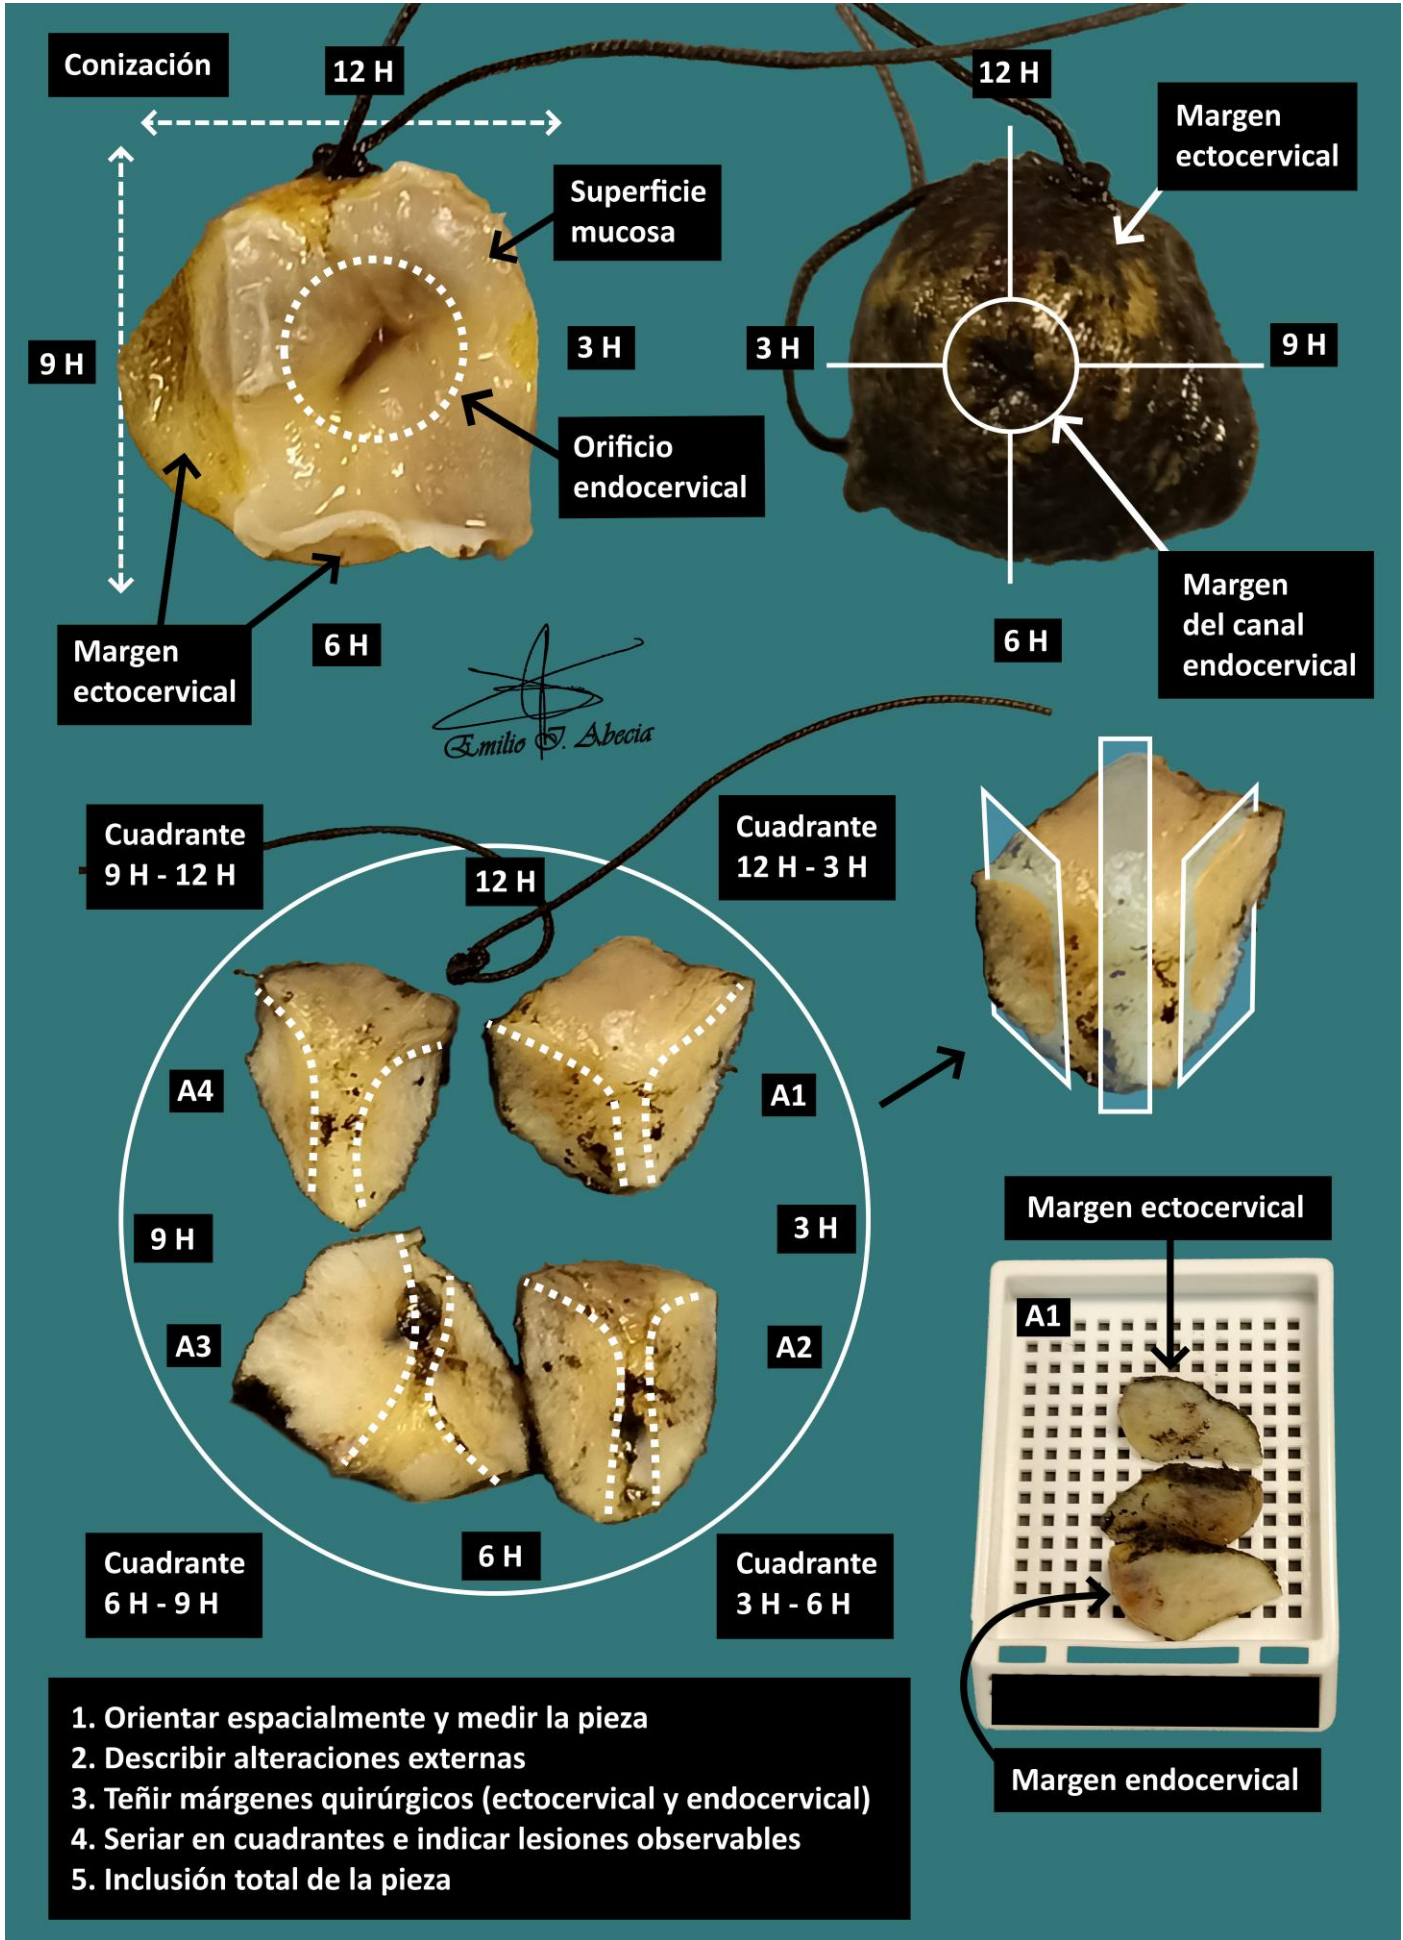 Conización
12 H
12 H
Margen
ectocervical
Superficie
mucosa
9 H
3 H
3 H
9 H
Orificio
endocervical
Margen
ectocervical
6 H
Margen
del canal
endocervical
6 H
Emilio J. Abecia
Cuadrante
9 H - 12 H
12 H
Cuadrante
12 H - 3 H
A4
A1
9 H
3 H
A3
A2
Cuadrante
6 H - 9 H
6 H
Cuadrante
3 H - 6 H
Margen ectocervical
A1
Margen endocervical
1. Orientar espacialmente y medir la pieza
2. Describir alteraciones externas
3. Teñir márgenes quirúrgicos (ectocervical y endocervical)
4. Seriar en cuadrantes e indicar lesiones observables
5. Inclusión total de la pieza